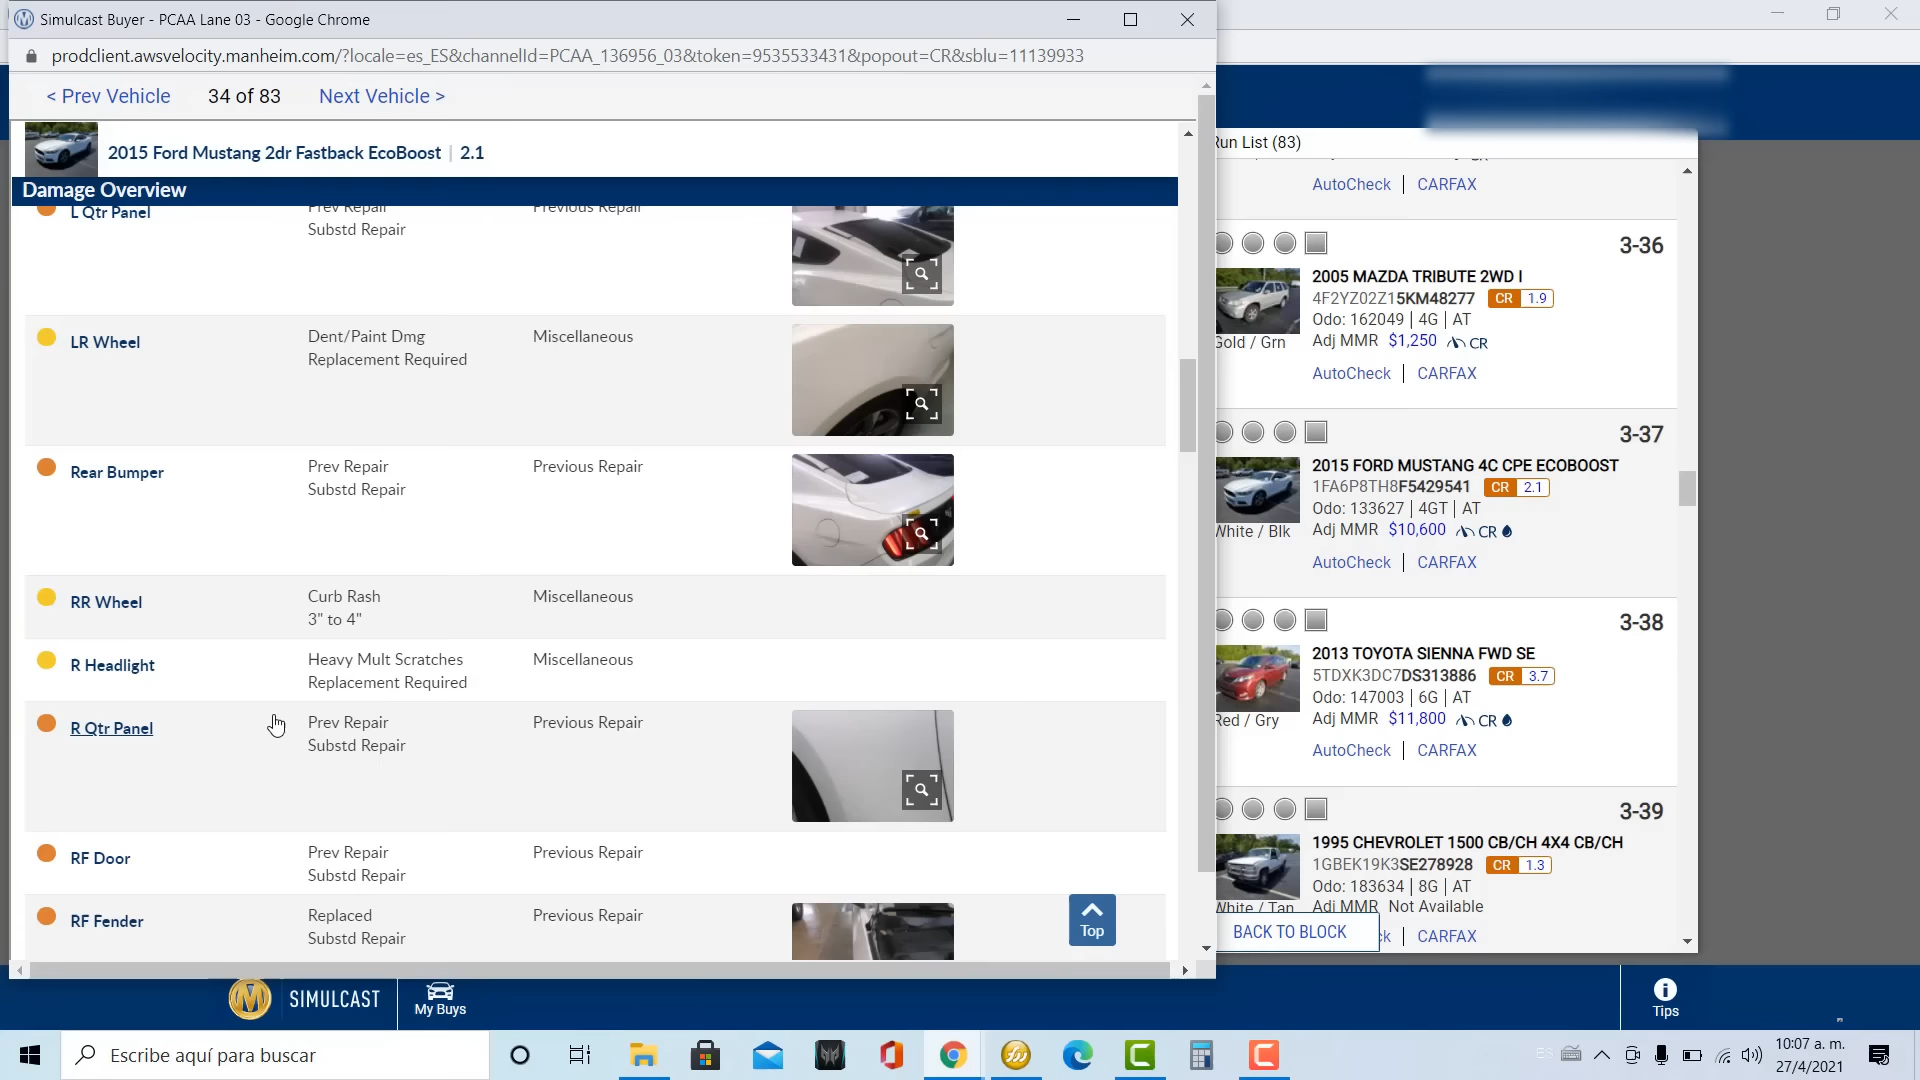 Simulcast Buyer - PCAA Lane 03 - Google Chrome
prodclient.awsvelocity.manheim.com/?locale=es_ES&channelId=PCAA_136956_03&token=9535533431&popout=CR&sblu=11139933
< Prev Vehicle 34 of 83 Next Vehicle >
2015 Ford Mustang 2dr Fastback EcoBoost | 2.1
Damage Overview
L Qtr Panel Prev Repair Previous Repair
Substd Repair
LR Wheel Dent/Paint Dmg Miscellaneous
Replacement Required
Rear Bumper Prev Repair Previous Repair
Substd Repair
RR Wheel Curb Rash Miscellaneous
3" to 4"
R Headlight Heavy Mult Scratches Miscellaneous
Replacement Required
R Qtr Panel Prev Repair Previous Repair
Substd Repair
RF Door Prev Repair Previous Repair
Substd Repair
RF Fender Replaced Previous Repair
Substd Repair
Top
Run List (83)
AutoCheck | CARFAX
3-36
2005 MAZDA TRIBUTE 2WD I
4F2YZ02Z15KM48277 CR 1.9
Odo: 162049 | 4G | AT
Gold / Grn
Adj MMR $1,250 CR
AutoCheck | CARFAX
3-37
2015 FORD MUSTANG 4C CPE ECOBOOST
1FA6P8TH8F5429541 CR 2.1
Odo: 133627 | 4GT | AT
White / Blk
Adj MMR $10,600 CR
AutoCheck | CARFAX
3-38
2013 TOYOTA SIENNA FWD SE
5TDXK3DC7DS313886 CR 3.7
Odo: 147003 | 6G | AT
Red / Gry
Adj MMR $11,800 CR
AutoCheck | CARFAX
3-39
1995 CHEVROLET 1500 CB/CH 4X4 CB/CH
1GBEK19K3SE278928 CR 1.3
Odo: 183634 | 8G | AT
White / Tan
Adj MMR Not Available
BACK TO BLOCK ck | CARFAX
SIMULCAST
My Buys
Tips
Escribe aquí para buscar
ES
10:07 a. m.
27/4/2021